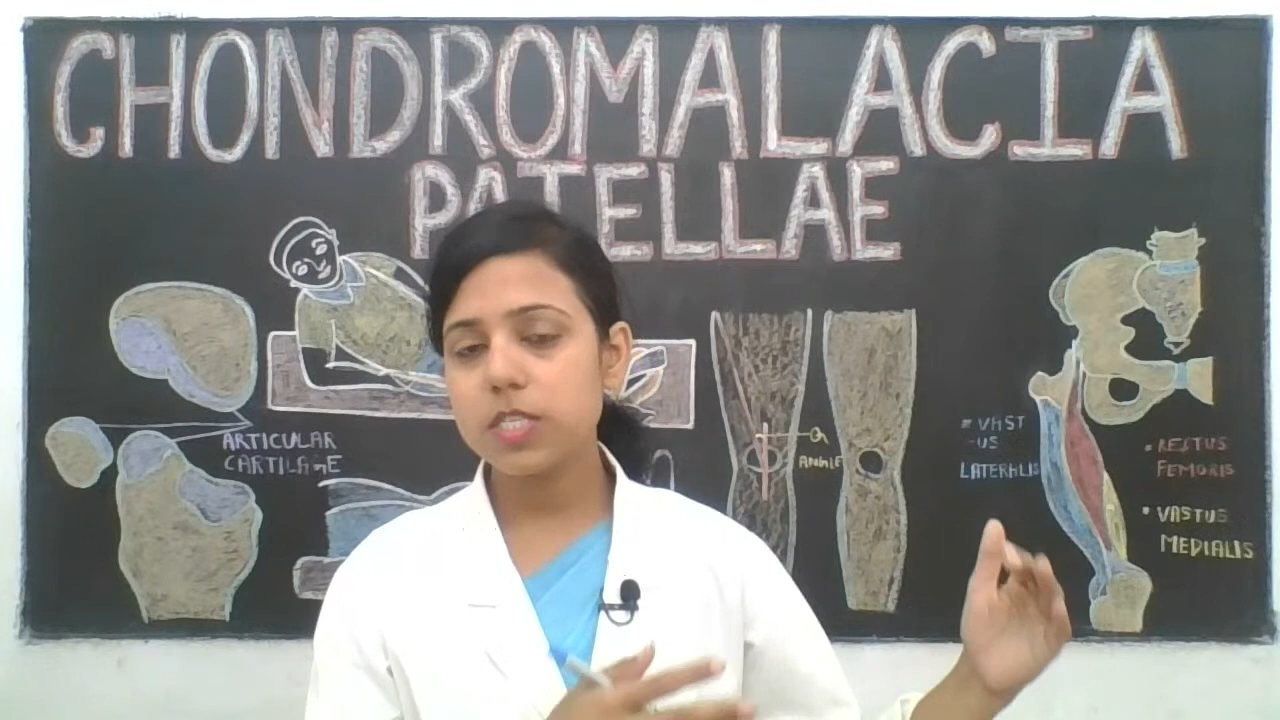 CHONDROMALACIA
PATELLAE
ARTICULAR
CARTILAGE
Q
ANGLE
VAST
-US
LATERALIS
• RECTUS
FEMORIS
• VASTUS
MEDIALIS